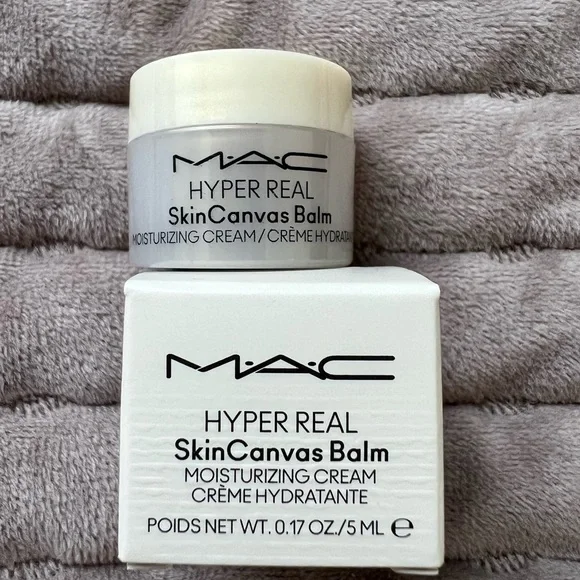 M·A·C
HYPER REAL
SkinCanvas Balm
MOISTURIZING CREAM/CRÈME HYDRATANTE
M·A·C
HYPER REAL
SkinCanvas Balm
MOISTURIZING CREAM
CRÈME HYDRATANTE
POIDS NET WT. 0.17 OZ./5 ML ℮